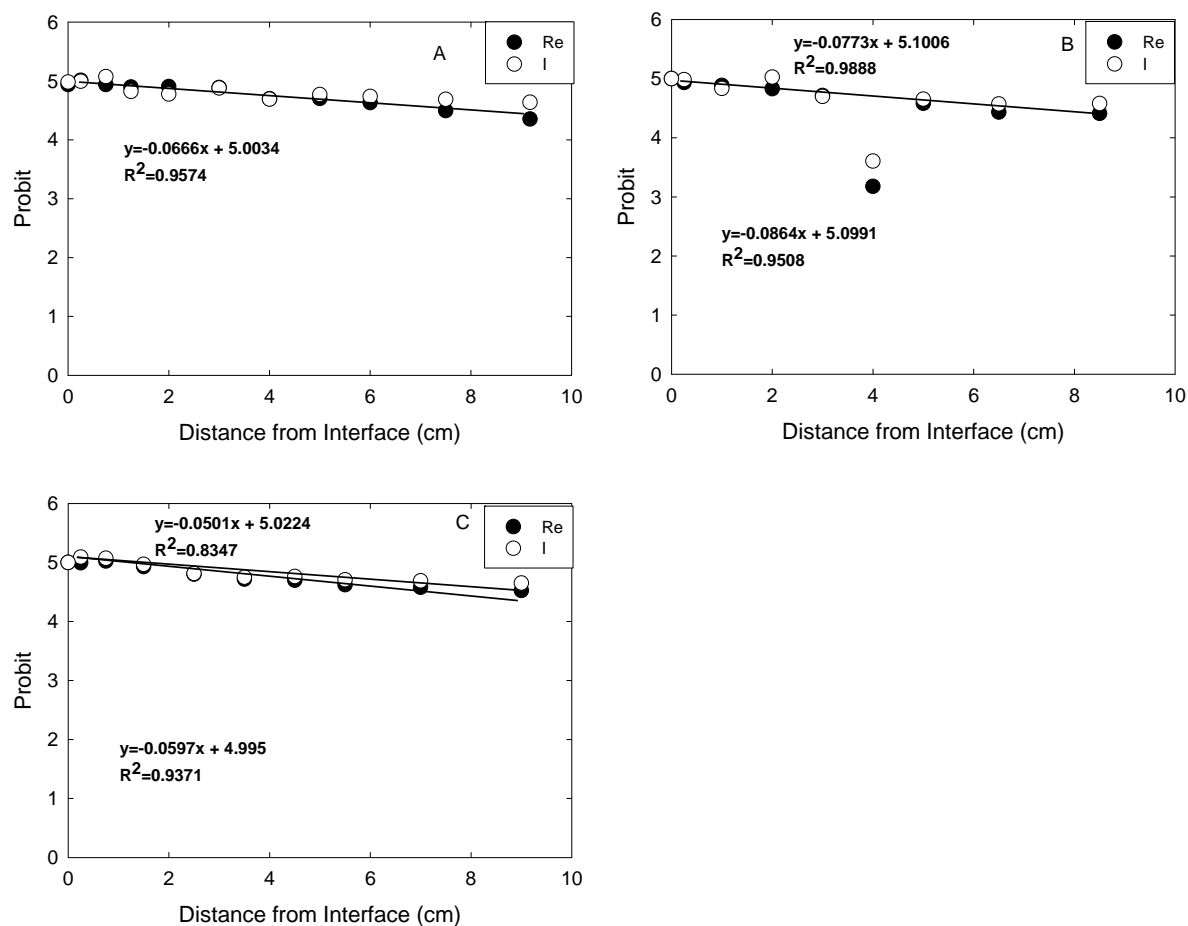 6
5
4
3
2
1
0
Probit
A
Re
I
y=-0.0666x + 5.0034
R²=0.9574
0 2 4 6 8 10
Distance from Interface (cm)
6
5
4
3
2
1
0
Probit
y=-0.0773x + 5.1006
R²=0.9888
B
Re
I
y=-0.0864x + 5.0991
R²=0.9508
0 2 4 6 8 10
Distance from Interface (cm)
6
5
4
3
2
1
0
Probit
y=-0.0501x + 5.0224
R²=0.8347
C
Re
I
y=-0.0597x + 4.995
R²=0.9371
0 2 4 6 8 10
Distance from Interface (cm)